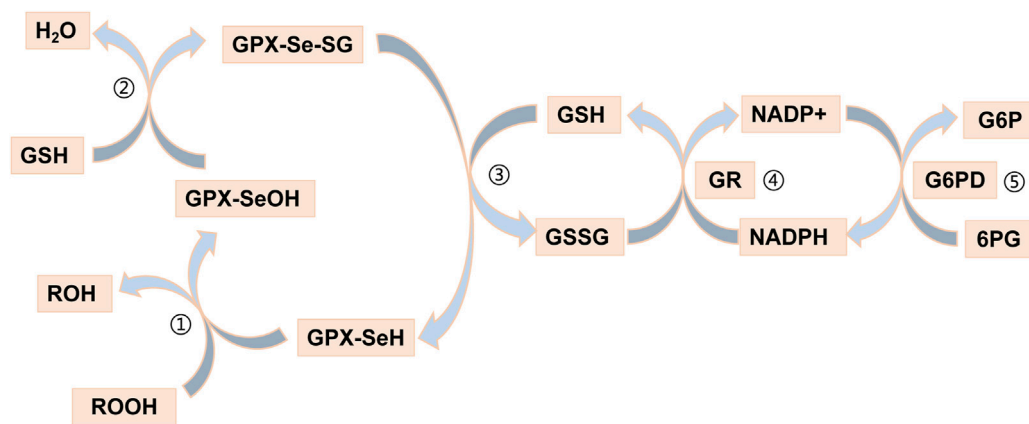 H₂O
GPX-Se-SG
②
GSH
GPX-SeOH
ROH
①
GPX-SeH
ROOH
③
GSH
GSSG
NADP+
GR ④
NADPH
G6P
G6PD ⑤
6PG